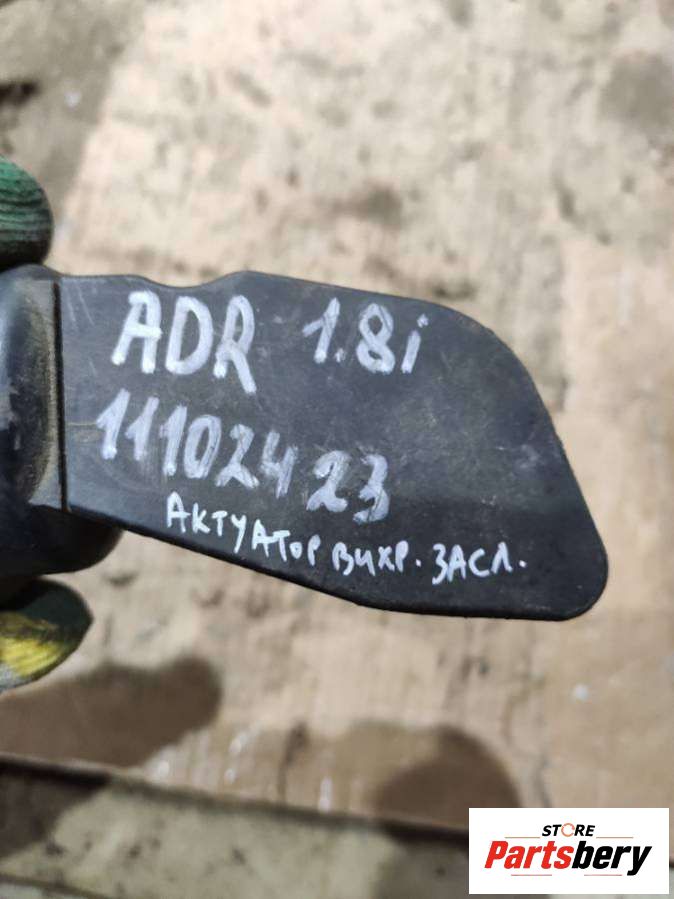 ADR 1.8i
11102423
АКТУАТОР ВИХР. ЗАСЛ.
STORE
Partsbery